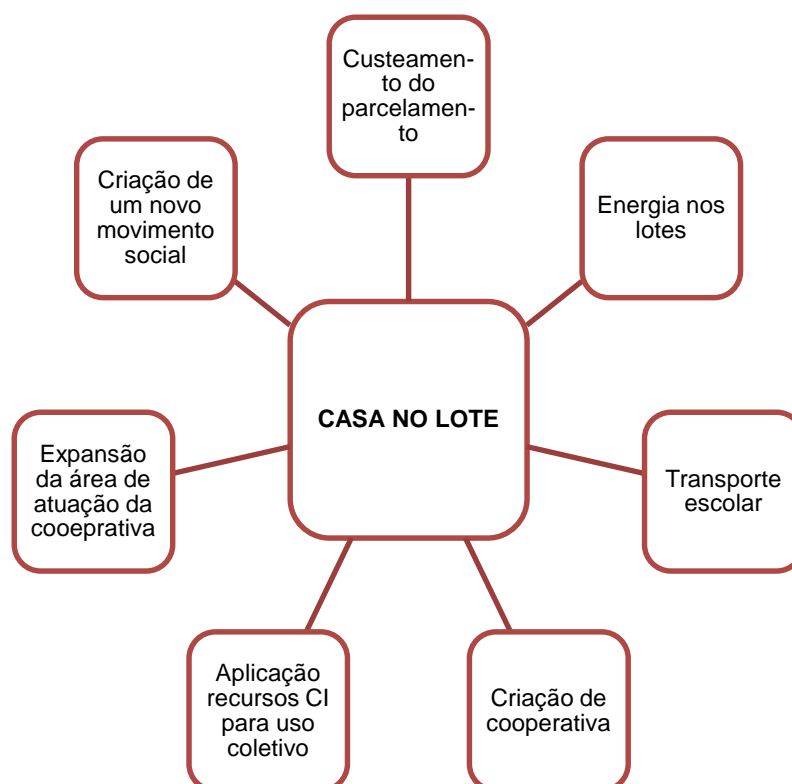 Custeamen-
to do
parcelamen-
to
Criação de
um novo
movimento
social
Energia nos
lotes
CASA NO LOTE
Expansão
da área de
atuação da
cooeprativa
Transporte
escolar
Aplicação
recursos CI
para uso
coletivo
Criação de
cooperativa